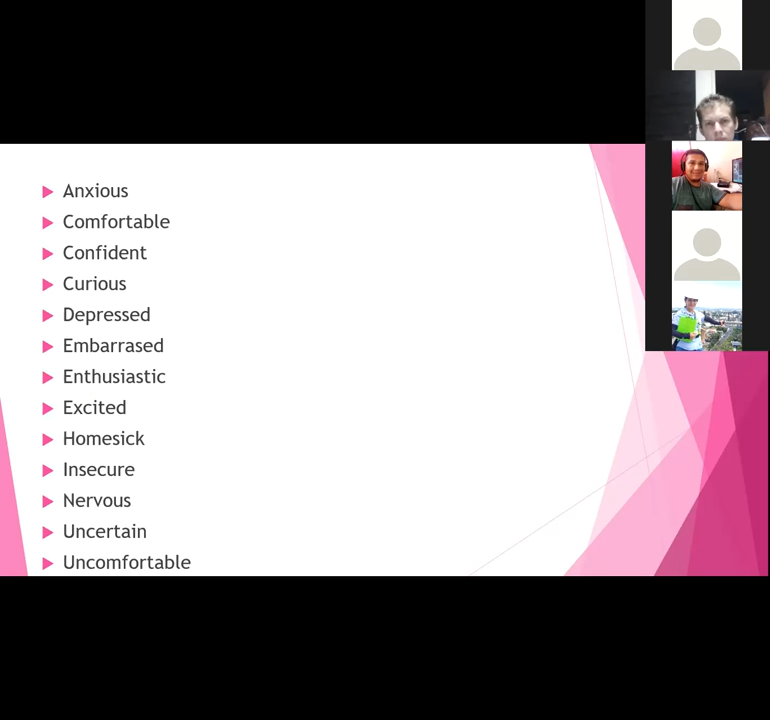 Anxious
Comfortable
Confident
Curious
Depressed
Embarrased
Enthusiastic
Excited
Homesick
Insecure
Nervous
Uncertain
Uncomfortable